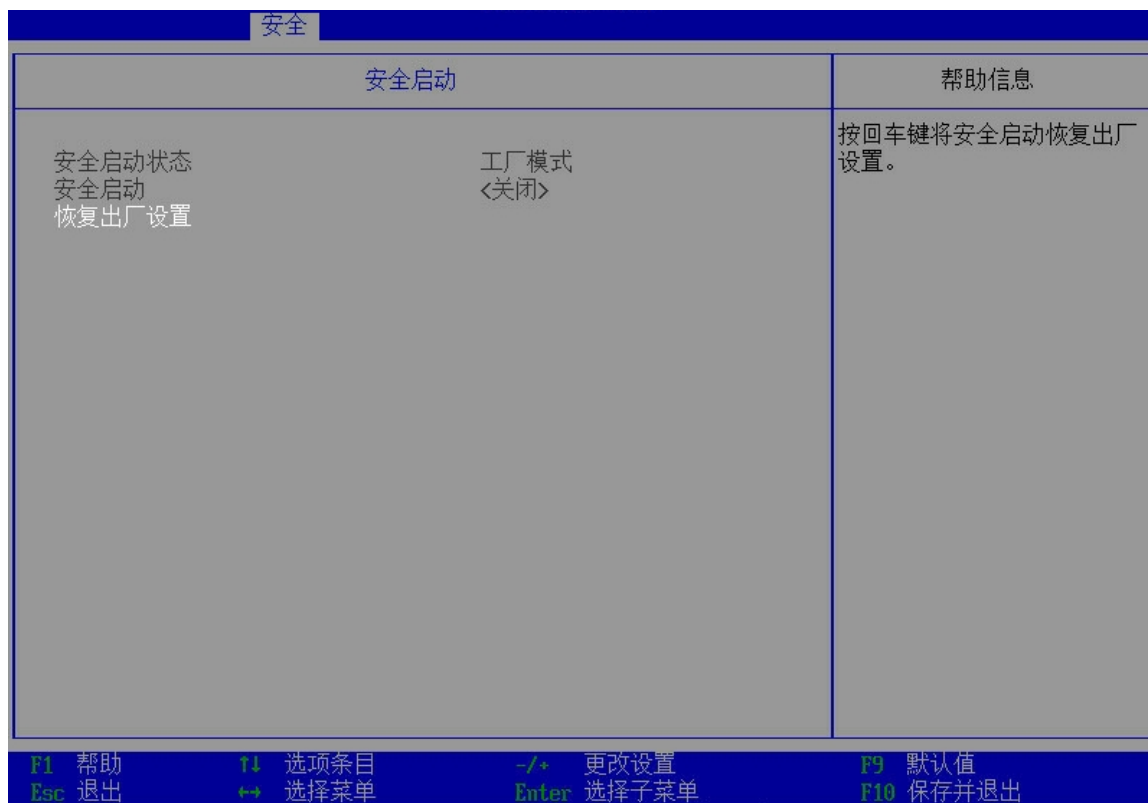 安全
安全启动
帮助信息
安全启动状态 工厂模式
安全启动 <关闭>
恢复出厂设置
按回车键将安全启动恢复出厂
设置。
F1 帮助 ↑↓ 选项条目 -/+ 更改设置 F9 默认值
Esc 退出 ↔ 选择菜单 Enter 选择子菜单 F10 保存并退出